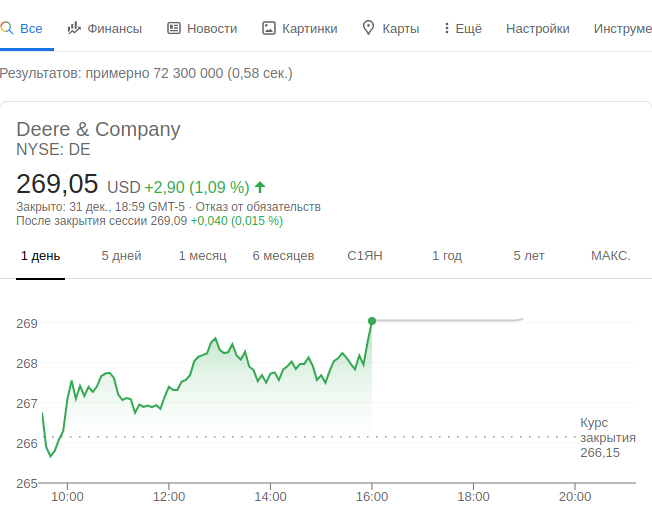 Все Финансы Новости Картинки Карты Ещё Настройки Инструме
Результатов: примерно 72 300 000 (0,58 сек.)
Deere & Company
NYSE: DE
269,05 USD +2,90 (1,09 %)
Закрыто: 31 дек., 18:59 GMT-5 · Отказ от обязательств
После закрытия сессии 269,09 +0,040 (0,015 %)
1 день 5 дней 1 месяц 6 месяцев С1ЯН 1 год 5 лет МАКС.
269
268
267
266
265
Курс
закрытия
266,15
10:00 12:00 14:00 16:00 18:00 20:00